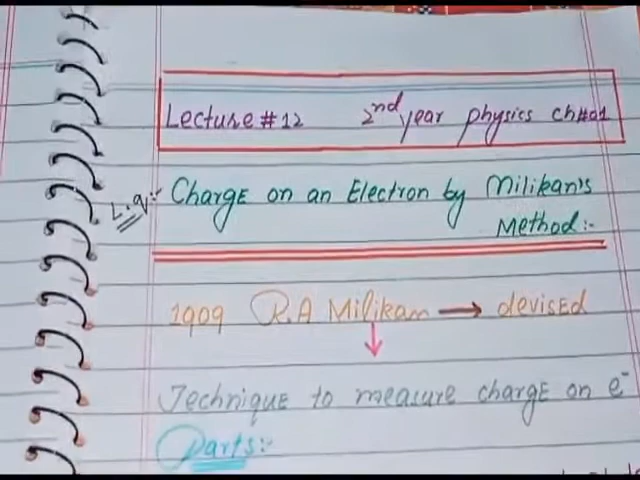 Lecture #12 2nd year physics ch#01
L.q:- Charge on an Electron by Milikan's
Method:-
1909 R.A Milikan → devised
↓
Technique to measure charge on e⁻
Parts:-